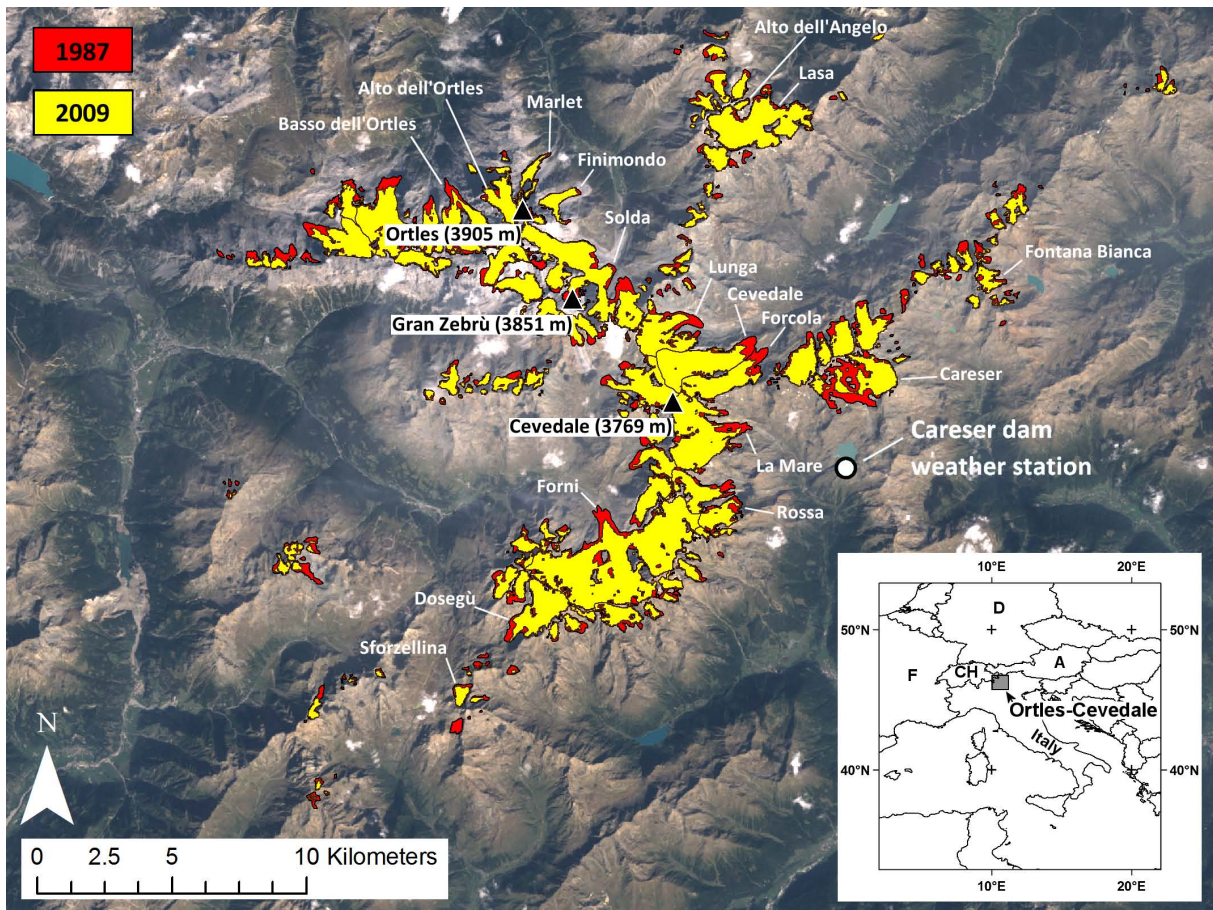 1987
2009
Alto dell'Angelo
Lasa
Alto dell'Ortles
Marlet
Basso dell'Ortles
Finimondo
Solda
Ortles (3905 m)
Lunga
Fontana Bianca
Cevedale
Gran Zebrù (3851 m)
Forcola
Careser
Cevedale (3769 m)
Careser dam
weather station
La Mare
Forni
Rossa
Dosegù
Sforzellina
N
0 2.5 5 10 Kilometers
10°E 20°E
D
50°N 50°N
A
F
CH
Ortles-Cevedale
Italy
40°N 40°N
10°E 20°E